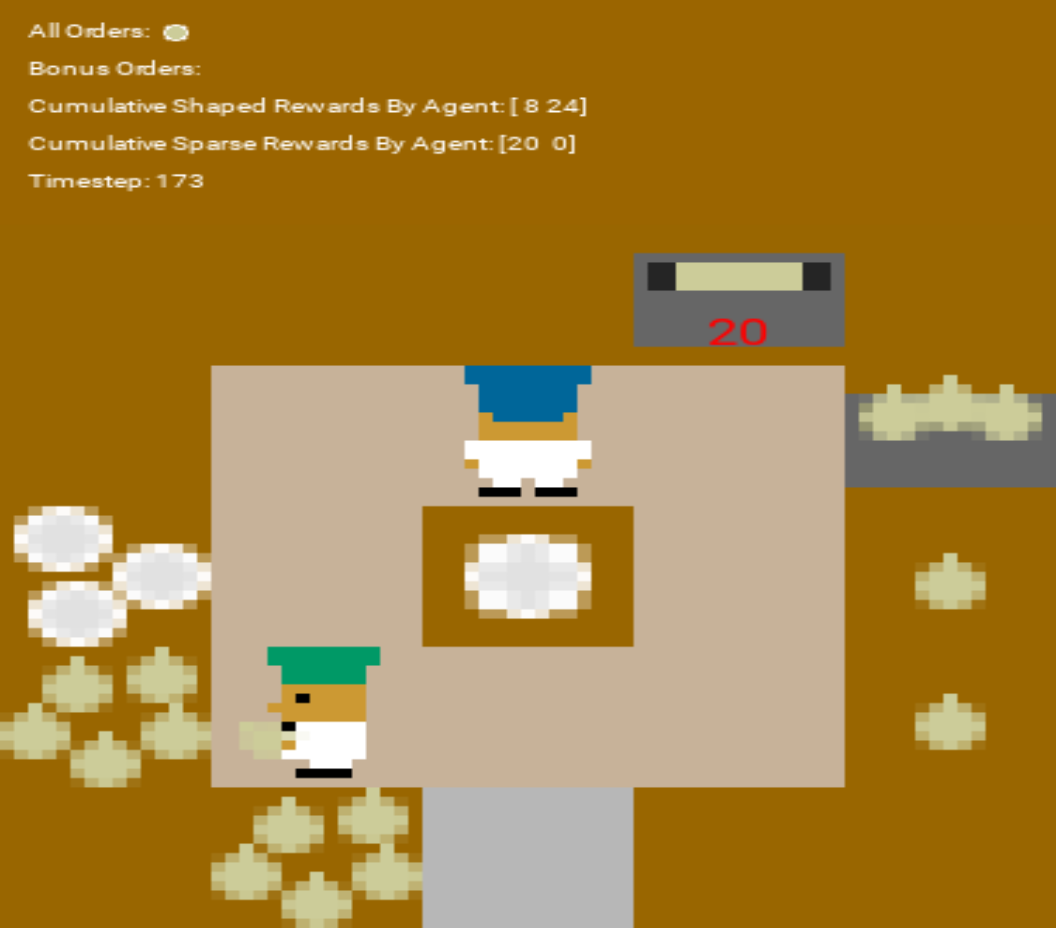 All Orders:
Bonus Orders:
Cumulative Shaped Rewards By Agent: [ 8 24]
Cumulative Sparse Rewards By Agent: [20  0]
Timestep: 173
20